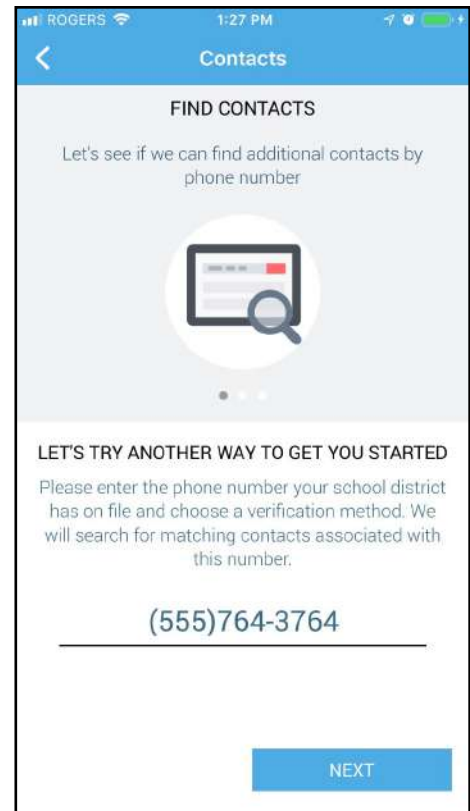 ROGERS 1:27 PM
Contacts
FIND CONTACTS
Let's see if we can find additional contacts by
phone number
LET'S TRY ANOTHER WAY TO GET YOU STARTED
Please enter the phone number your school district
has on file and choose a verification method. We
will search for matching contacts associated with
this number.
(555)764-3764
NEXT